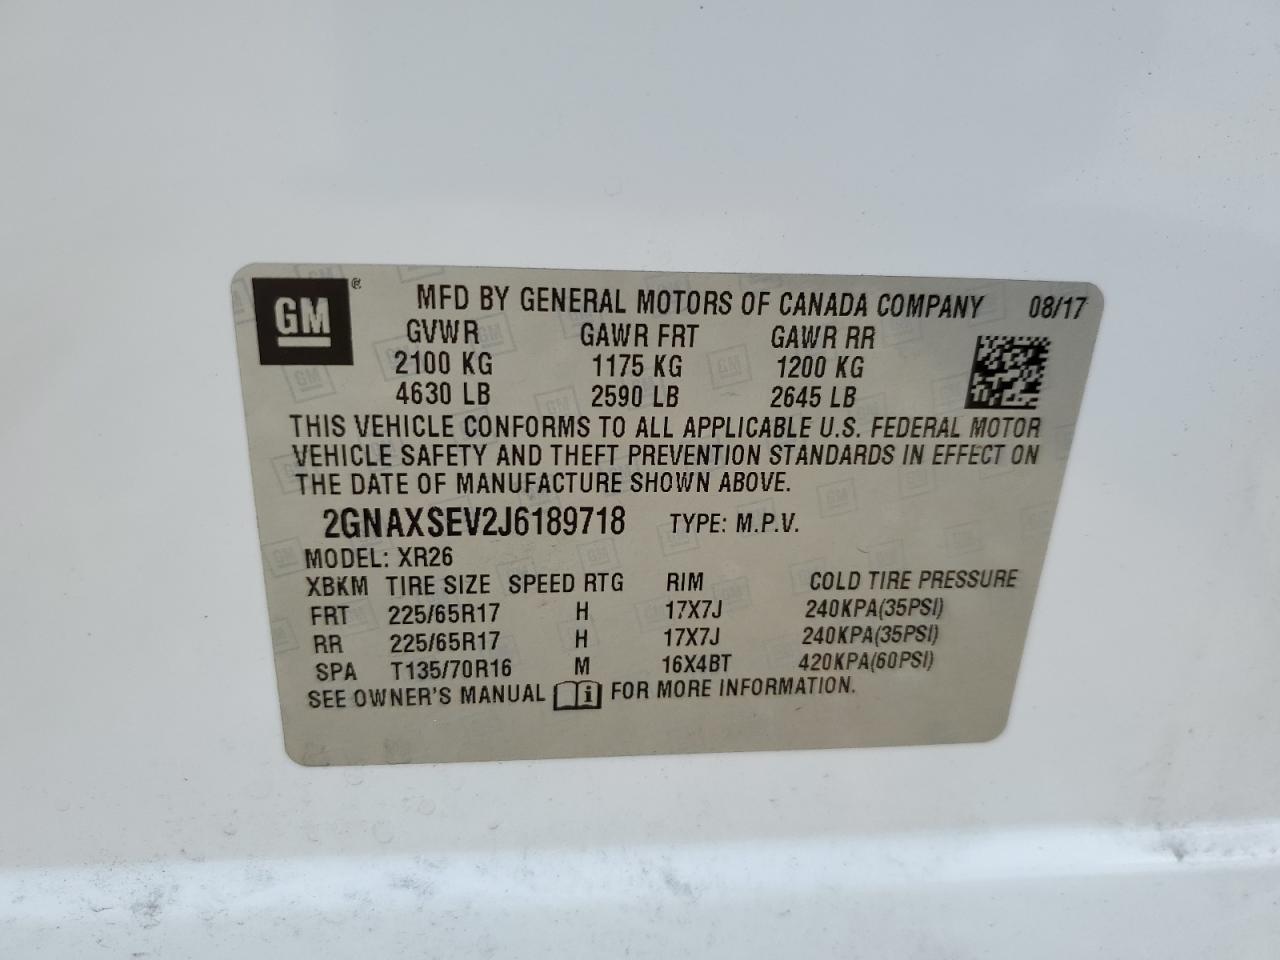 GM ®
MFD BY GENERAL MOTORS OF CANADA COMPANY 08/17
GVWR GAWR FRT GAWR RR
2100 KG 1175 KG 1200 KG
4630 LB 2590 LB 2645 LB
THIS VEHICLE CONFORMS TO ALL APPLICABLE U.S. FEDERAL MOTOR
VEHICLE SAFETY AND THEFT PREVENTION STANDARDS IN EFFECT ON
THE DATE OF MANUFACTURE SHOWN ABOVE.
2GNAXSEV2J6189718 TYPE: M.P.V.
MODEL: XR26
XBKM TIRE SIZE SPEED RTG RIM COLD TIRE PRESSURE
FRT 225/65R17 H 17X7J 240KPA(35PSI)
RR 225/65R17 H 17X7J 240KPA(35PSI)
SPA T135/70R16 M 16X4BT 420KPA(60PSI)
SEE OWNER'S MANUAL i FOR MORE INFORMATION.